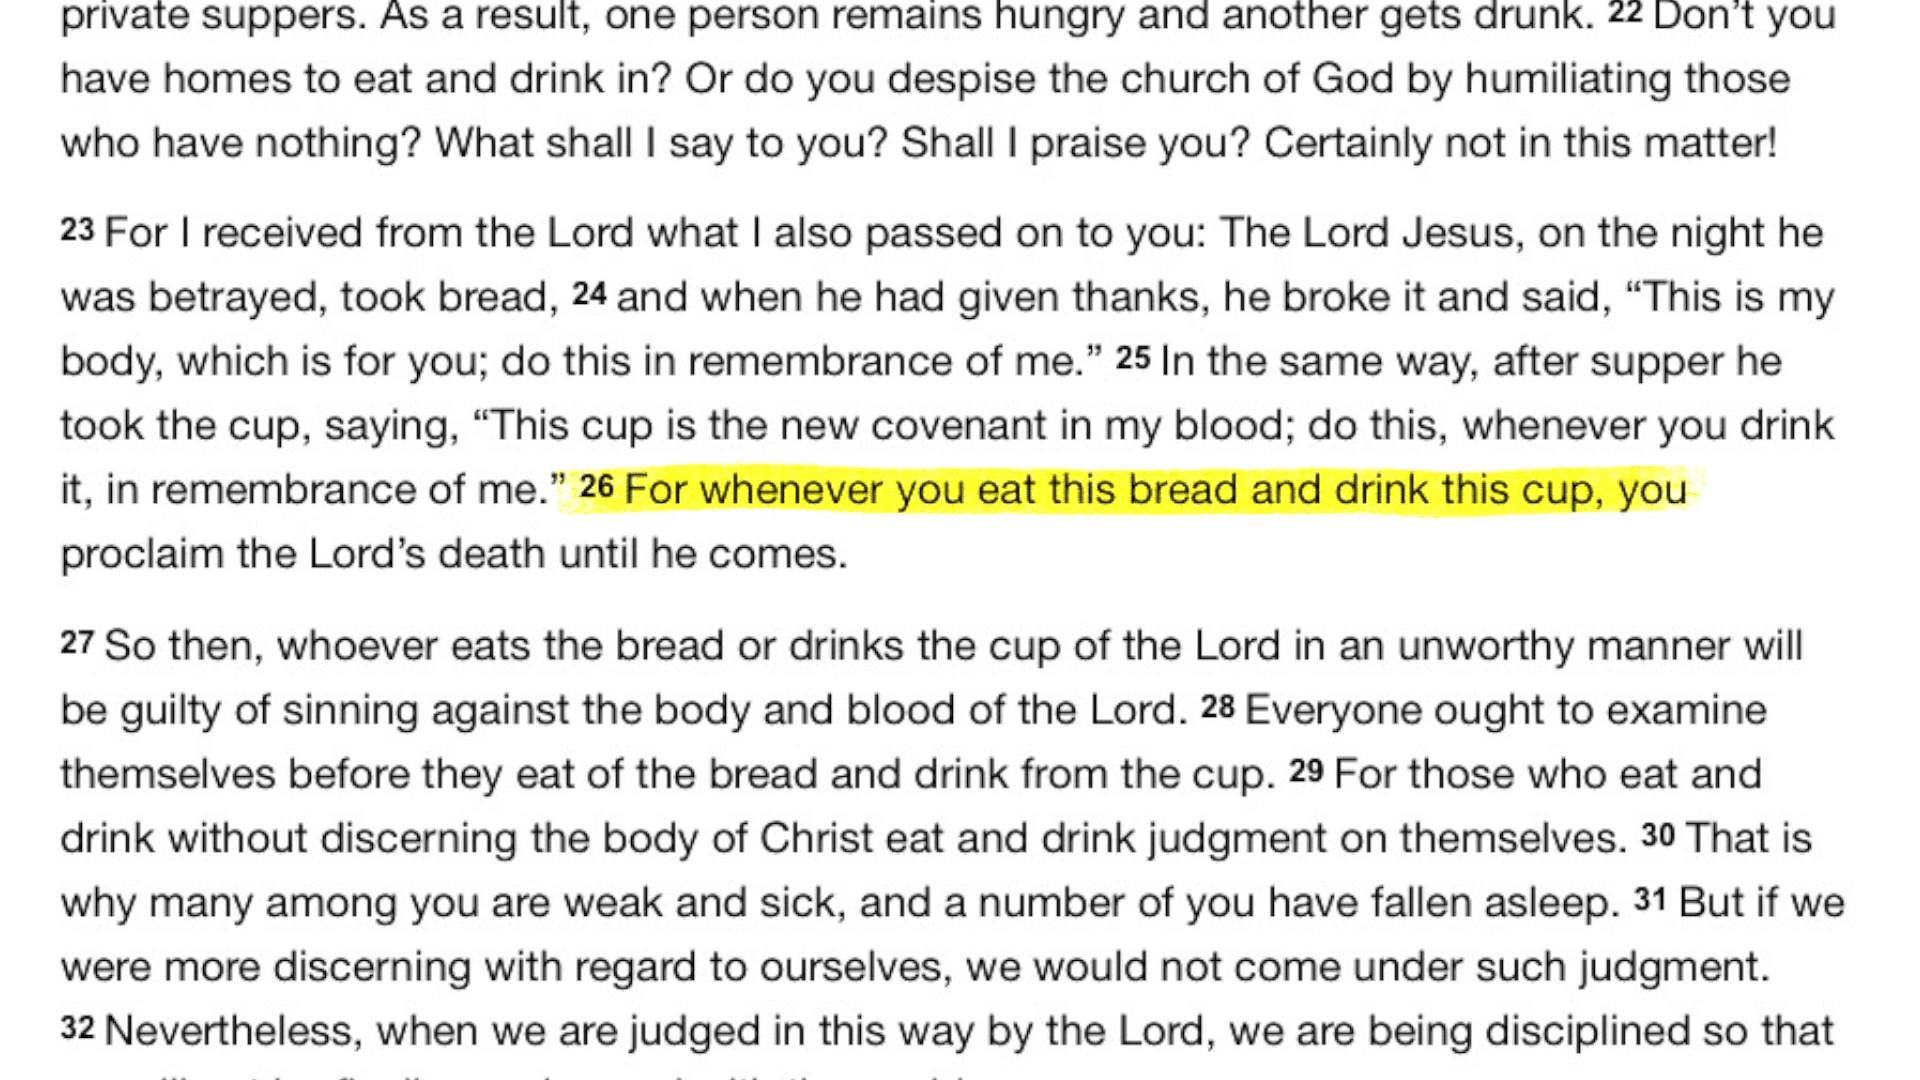 private suppers. As a result, one person remains hungry and another gets drunk. 22 Don’t you
have homes to eat and drink in? Or do you despise the church of God by humiliating those
who have nothing? What shall I say to you? Shall I praise you? Certainly not in this matter!
23 For I received from the Lord what I also passed on to you: The Lord Jesus, on the night he
was betrayed, took bread, 24 and when he had given thanks, he broke it and said, “This is my
body, which is for you; do this in remembrance of me.” 25 In the same way, after supper he
took the cup, saying, “This cup is the new covenant in my blood; do this, whenever you drink
it, in remembrance of me.” 26 For whenever you eat this bread and drink this cup, you
proclaim the Lord’s death until he comes.
27 So then, whoever eats the bread or drinks the cup of the Lord in an unworthy manner will
be guilty of sinning against the body and blood of the Lord. 28 Everyone ought to examine
themselves before they eat of the bread and drink from the cup. 29 For those who eat and
drink without discerning the body of Christ eat and drink judgment on themselves. 30 That is
why many among you are weak and sick, and a number of you have fallen asleep. 31 But if we
were more discerning with regard to ourselves, we would not come under such judgment.
32 Nevertheless, when we are judged in this way by the Lord, we are being disciplined so that